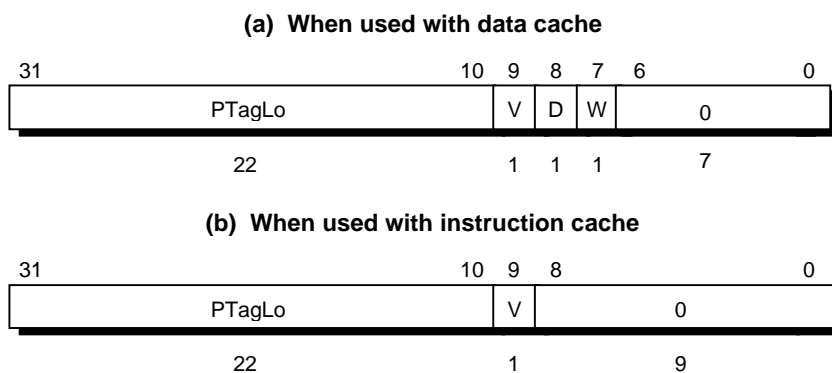 (a) When used with data cache
31 10 9 8 7 6 0
PTagLo V D W 0
22 1 1 1 7
(b) When used with instruction cache
31 10 9 8 0
PTagLo V 0
22 1 9